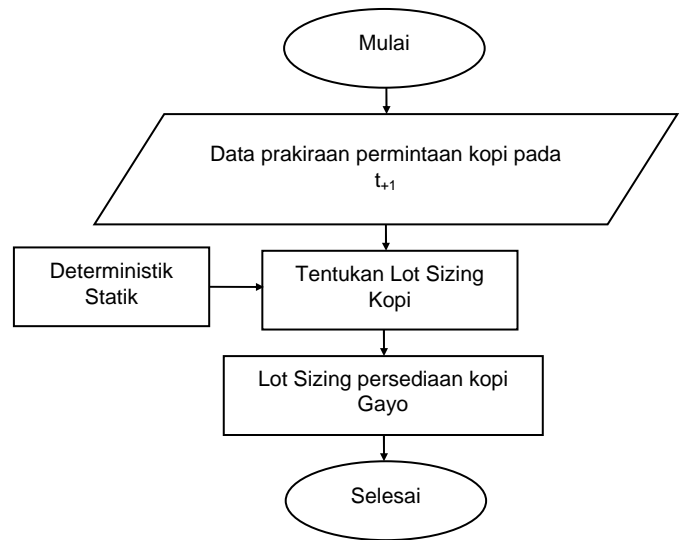 Mulai
Data prakiraan permintaan kopi pada
t+1
Deterministik
Statik
Tentukan Lot Sizing
Kopi
Lot Sizing persediaan kopi
Gayo
Selesai